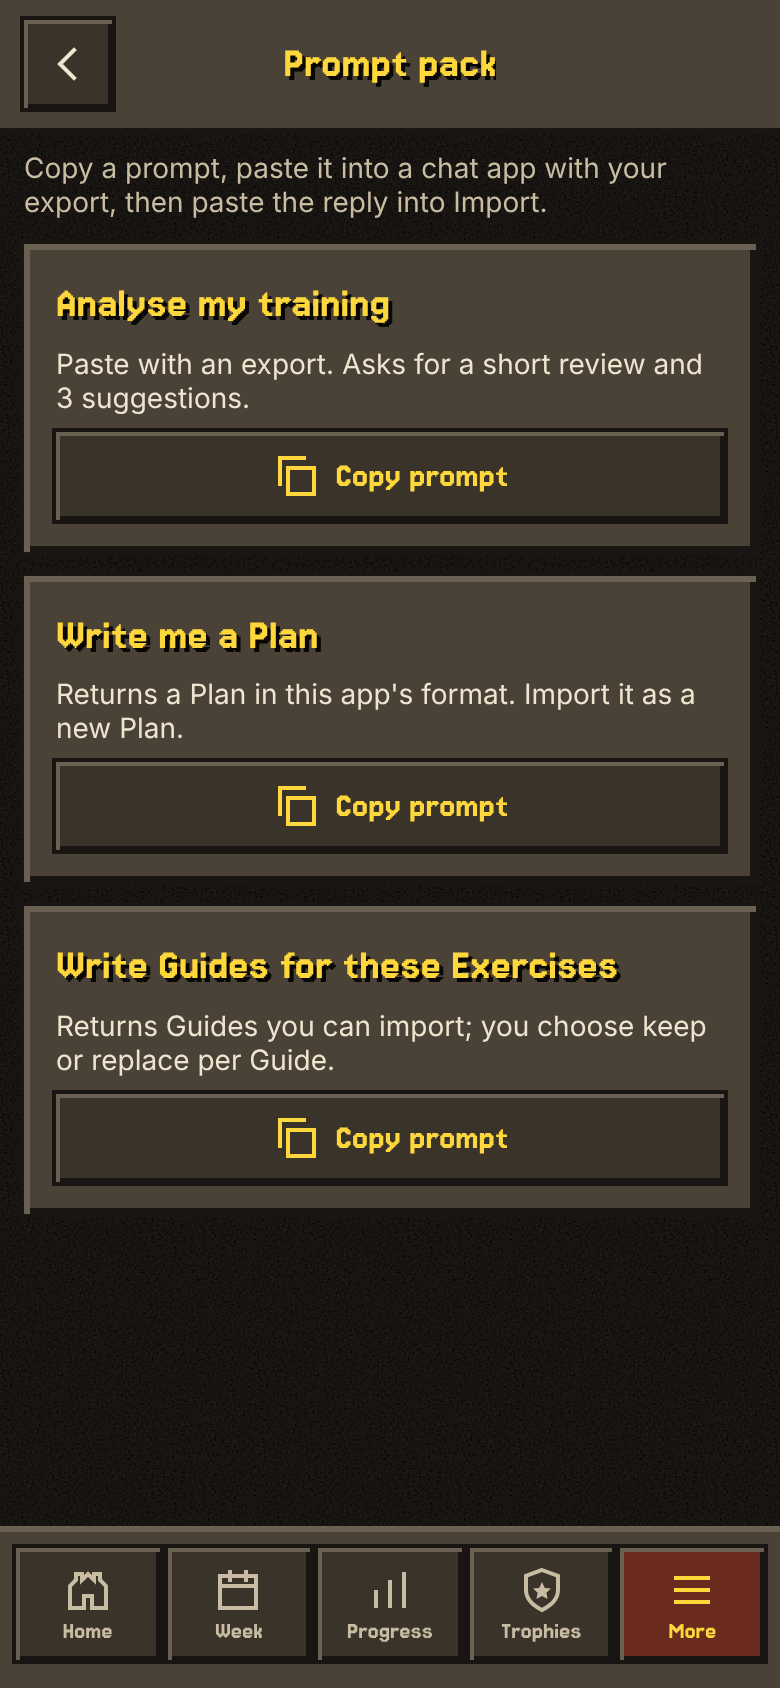 Prompt pack
Copy a prompt, paste it into a chat app with your
export, then paste the reply into Import.
Analyse my training
Paste with an export. Asks for a short review and
3 suggestions.
Copy prompt
Write me a Plan
Returns a Plan in this app's format. Import it as a
new Plan.
Copy prompt
Write Guides for these Exercises
Returns Guides you can import; you choose keep
or replace per Guide.
Copy prompt
Home Week Progress Trophies More